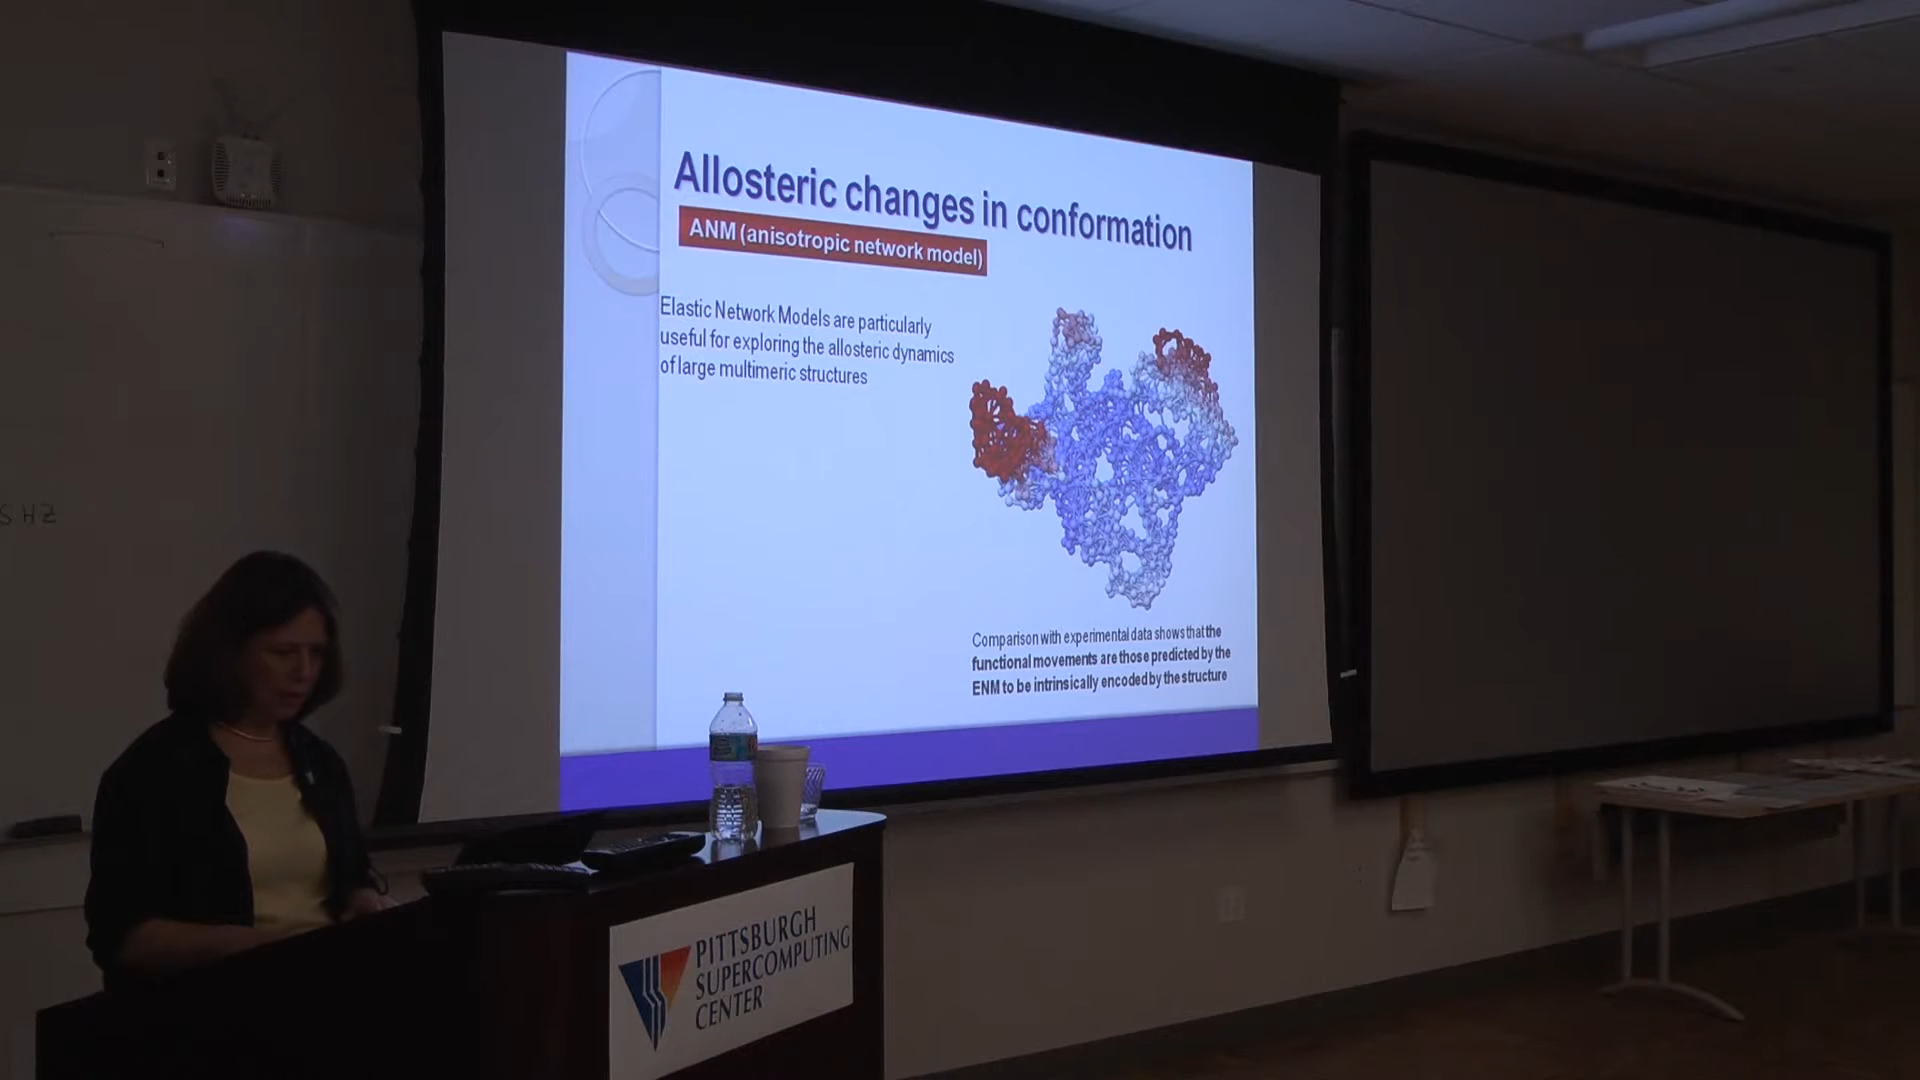 Allosteric changes in conformation
ANM (anisotropic network model)
Elastic Network Models are particularly
useful for exploring the allosteric dynamics
of large multimeric structures
Comparison with experimental data shows that the
functional movements are those predicted by the
ENM to be intrinsically encoded by the structure
SHZ
PITTSBURGH
SUPERCOMPUTING
CENTER